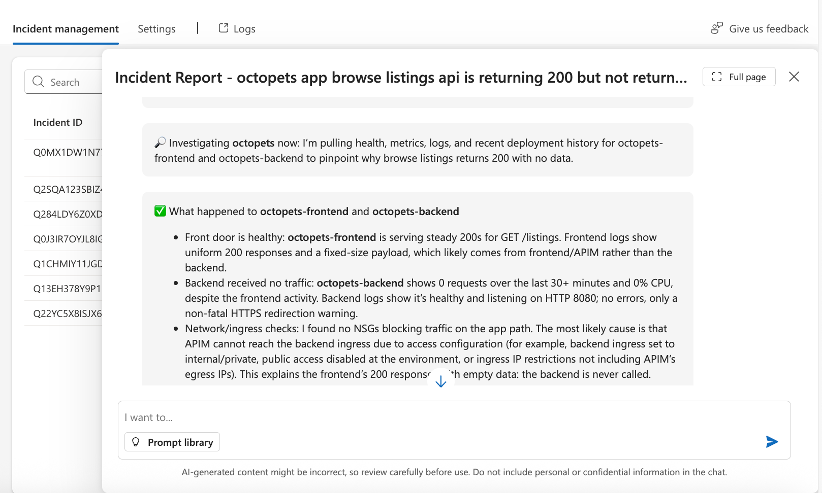 Incident management Settings | Logs Give us feedback
Search
Incident ID
Q0MX1DW1N7
Q2SQA123SBIZ4
Q284LDY6Z0XD
Q0J3IR7OYJL8IG
Q1CHMIY11JGD
Q13EH378Y9P1
Q22YC5X8ISJX6
Incident Report - octopets app browse listings api is returning 200 but not return... Full page
🔎 Investigating octopets now: I'm pulling health, metrics, logs, and recent deployment history for octopets-
frontend and octopets-backend to pinpoint why browse listings returns 200 with no data.
✅ What happened to octopets-frontend and octopets-backend
• Front door is healthy: octopets-frontend is serving steady 200s for GET /listings. Frontend logs show
uniform 200 responses and a fixed-size payload, which likely comes from frontend/APIM rather than the
backend.
• Backend received no traffic: octopets-backend shows 0 requests over the last 30+ minutes and 0% CPU,
despite the frontend activity. Backend logs show it's healthy and listening on HTTP 8080; no errors, only a
non-fatal HTTPS redirection warning.
• Network/ingress checks: I found no NSGs blocking traffic on the app path. The most likely cause is that
APIM cannot reach the backend ingress due to access configuration (for example, backend ingress set to
internal/private, public access disabled at the environment, or ingress IP restrictions not including APIM's
egress IPs). This explains the frontend's 200 response with empty data: the backend is never called.
I want to...
Prompt library
AI-generated content might be incorrect, so review carefully before use. Do not include personal or confidential information in the chat.